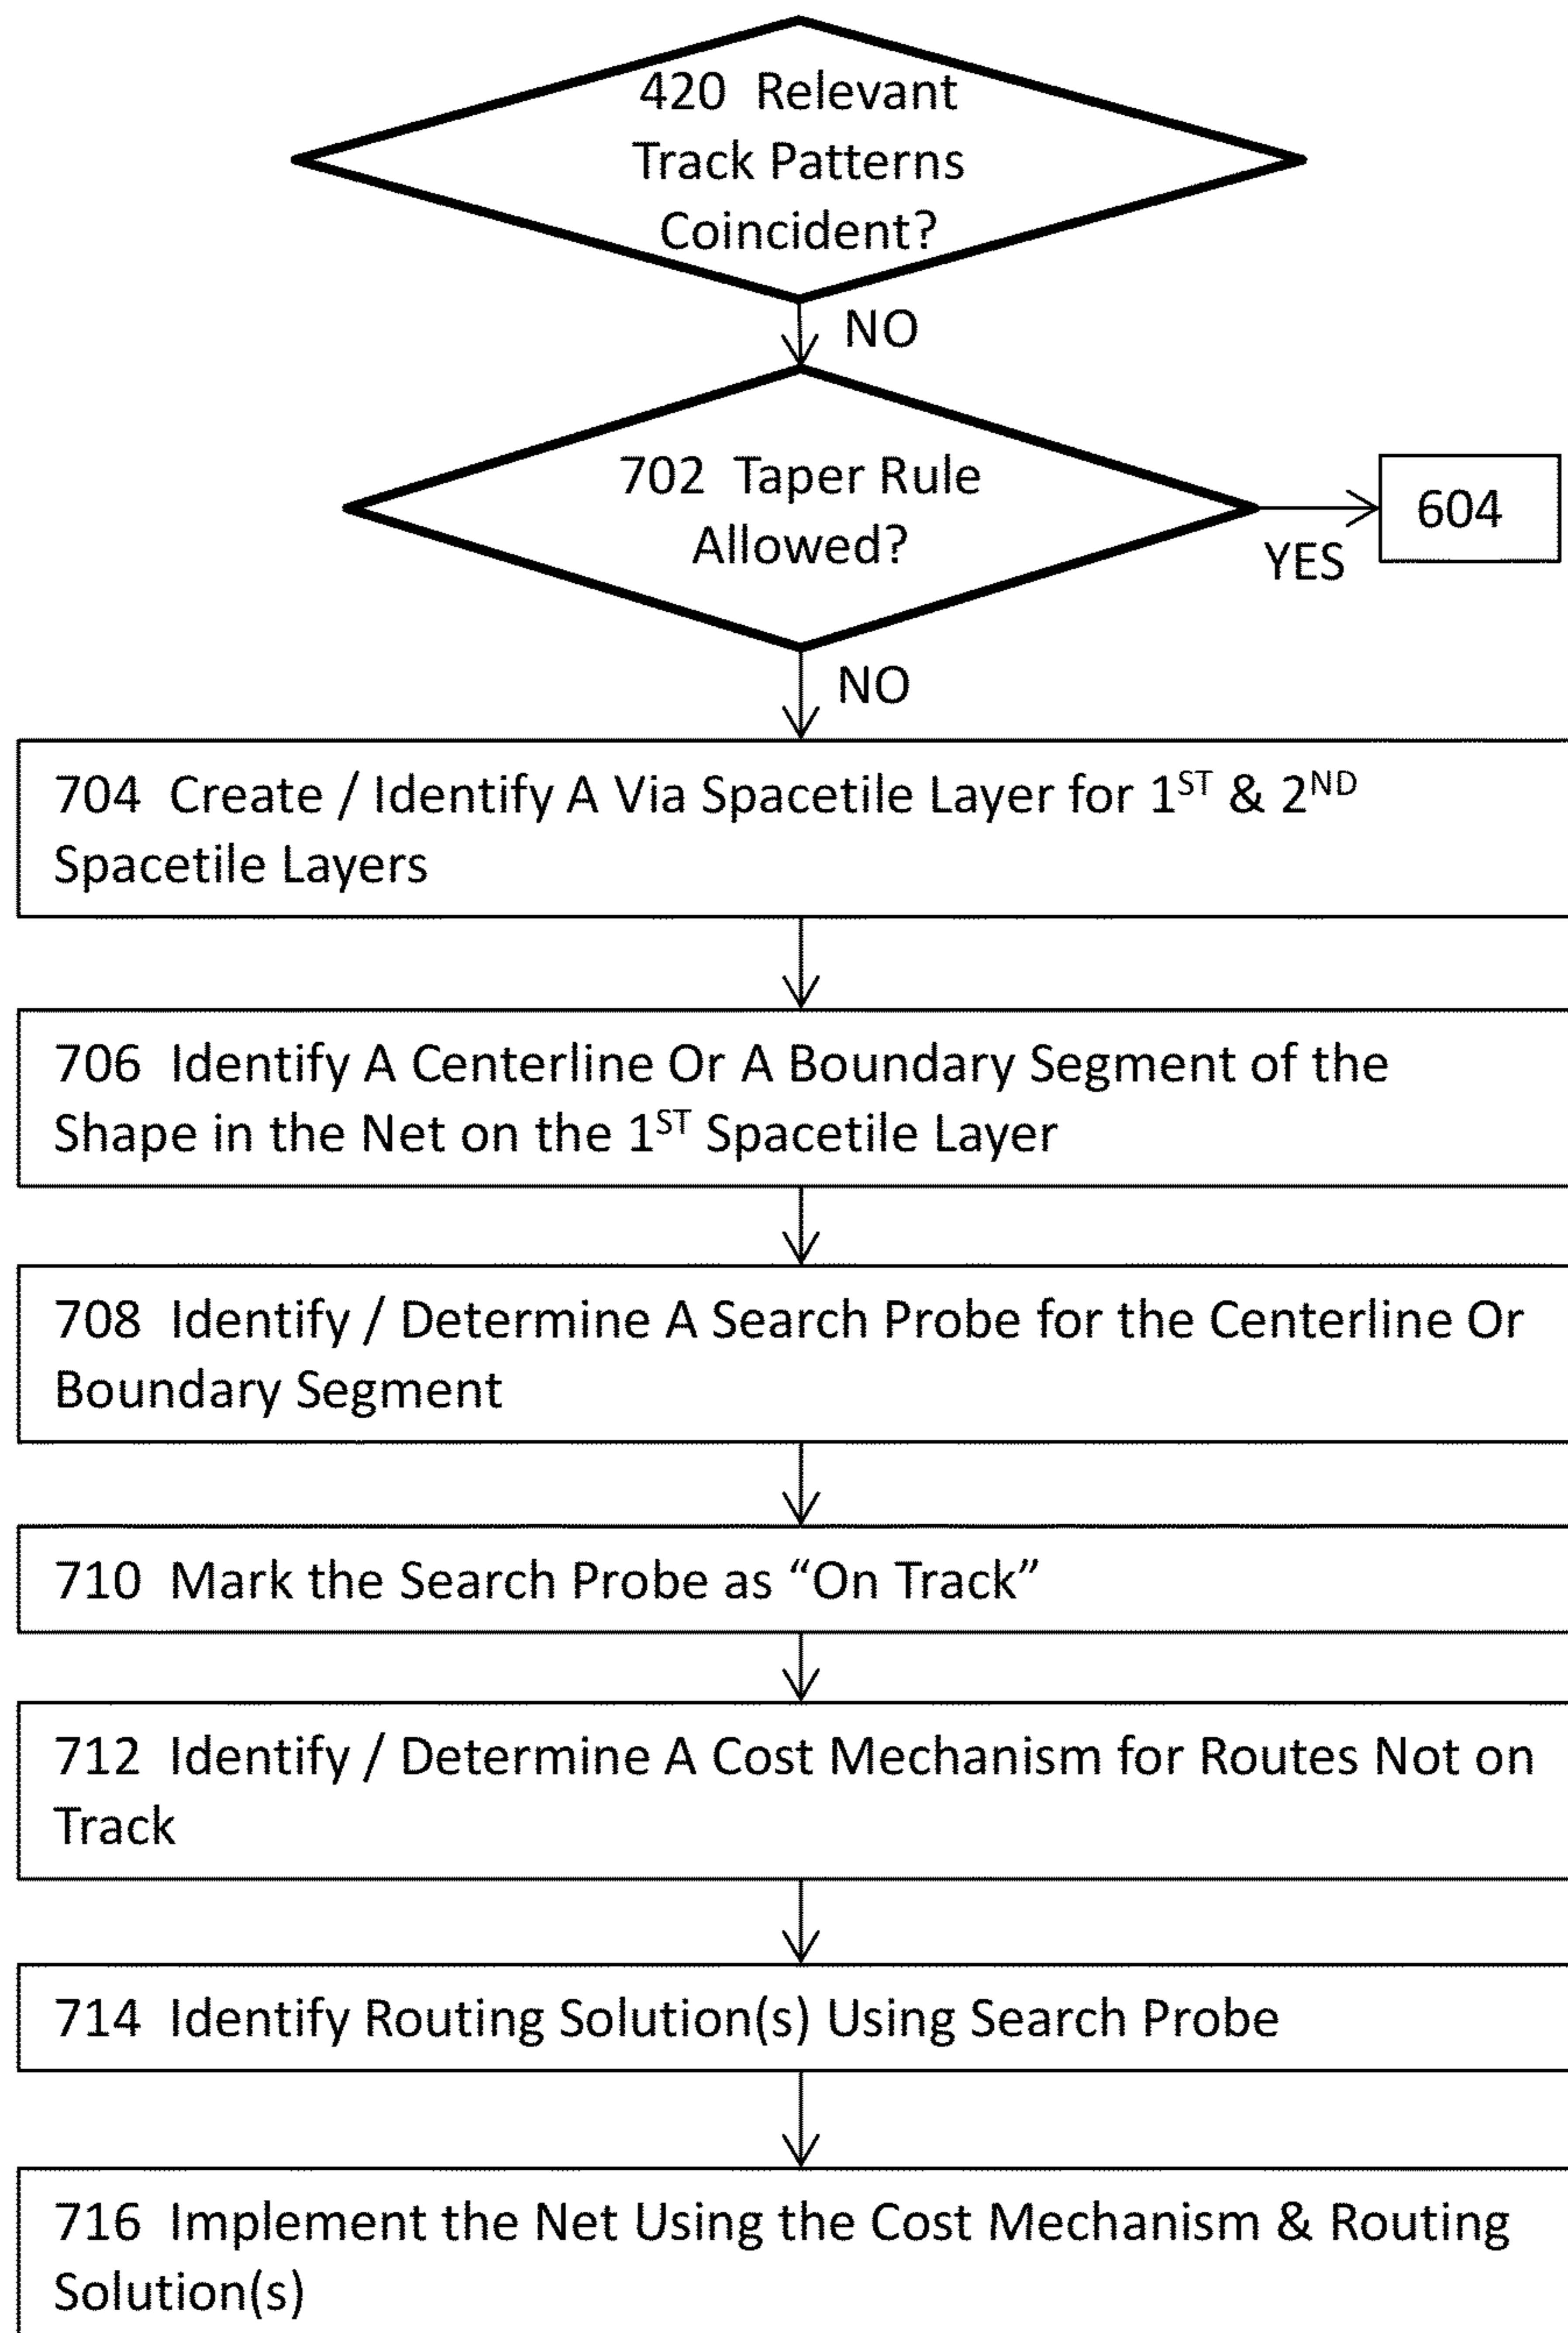 420 Relevant
Track Patterns
Coincident?
NO
702 Taper Rule
Allowed?
YES
604
NO
704 Create / Identify A Via Spacetile Layer for 1ST & 2ND
Spacetile Layers
706 Identify A Centerline Or A Boundary Segment of the
Shape in the Net on the 1ST Spacetile Layer
708 Identify / Determine A Search Probe for the Centerline Or
Boundary Segment
710 Mark the Search Probe as “On Track”
712 Identify / Determine A Cost Mechanism for Routes Not on
Track
714 Identify Routing Solution(s) Using Search Probe
716 Implement the Net Using the Cost Mechanism & Routing
Solution(s)